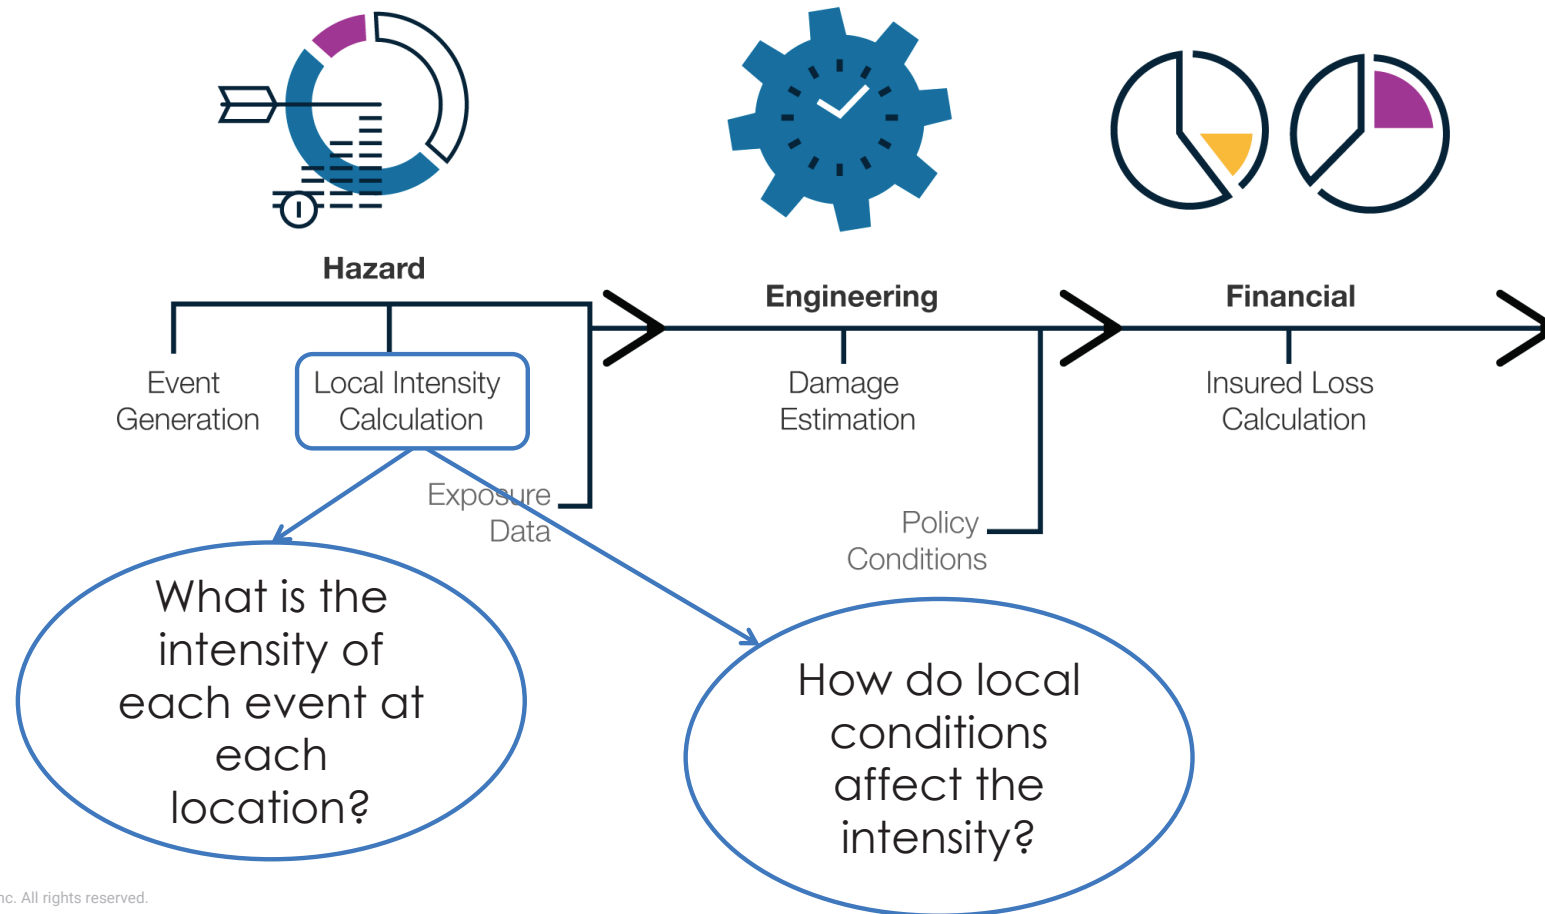 Hazard
Engineering
Financial
Event
Generation
Local Intensity
Calculation
Damage
Estimation
Insured Loss
Calculation
Exposure
Data
Policy
Conditions
What is the
intensity of
each event at
each
location?
How do local
conditions
affect the
intensity?
nc. All rights reserved.